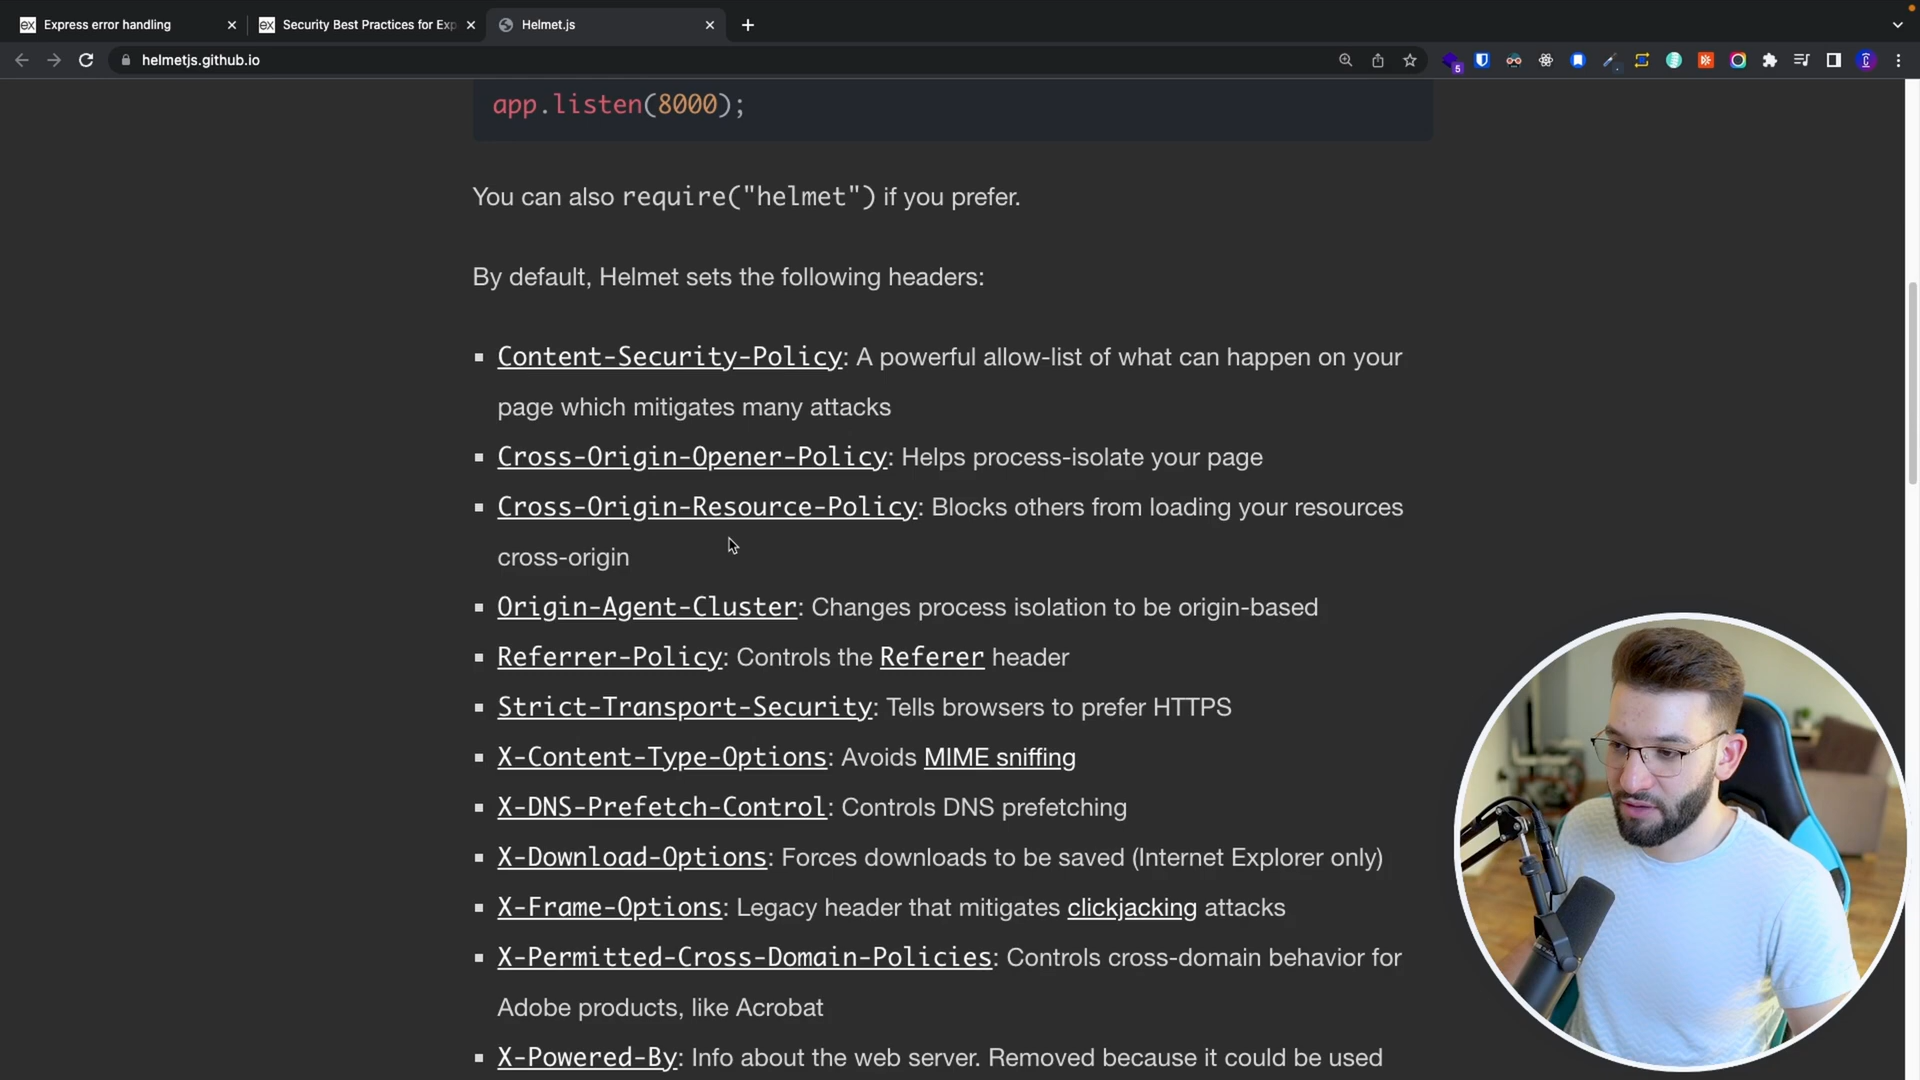 Express error handling
Security Best Practices for Exp
Helmet.js
helmetjs.github.io
5
app.listen(8000);
You can also require("helmet") if you prefer.
By default, Helmet sets the following headers:
▪ Content-Security-Policy: A powerful allow-list of what can happen on your
page which mitigates many attacks
▪ Cross-Origin-Opener-Policy: Helps process-isolate your page
▪ Cross-Origin-Resource-Policy: Blocks others from loading your resources
cross-origin
▪ Origin-Agent-Cluster: Changes process isolation to be origin-based
▪ Referrer-Policy: Controls the Referer header
▪ Strict-Transport-Security: Tells browsers to prefer HTTPS
▪ X-Content-Type-Options: Avoids MIME sniffing
▪ X-DNS-Prefetch-Control: Controls DNS prefetching
▪ X-Download-Options: Forces downloads to be saved (Internet Explorer only)
▪ X-Frame-Options: Legacy header that mitigates clickjacking attacks
▪ X-Permitted-Cross-Domain-Policies: Controls cross-domain behavior for
Adobe products, like Acrobat
▪ X-Powered-By: Info about the web server. Removed because it could be used